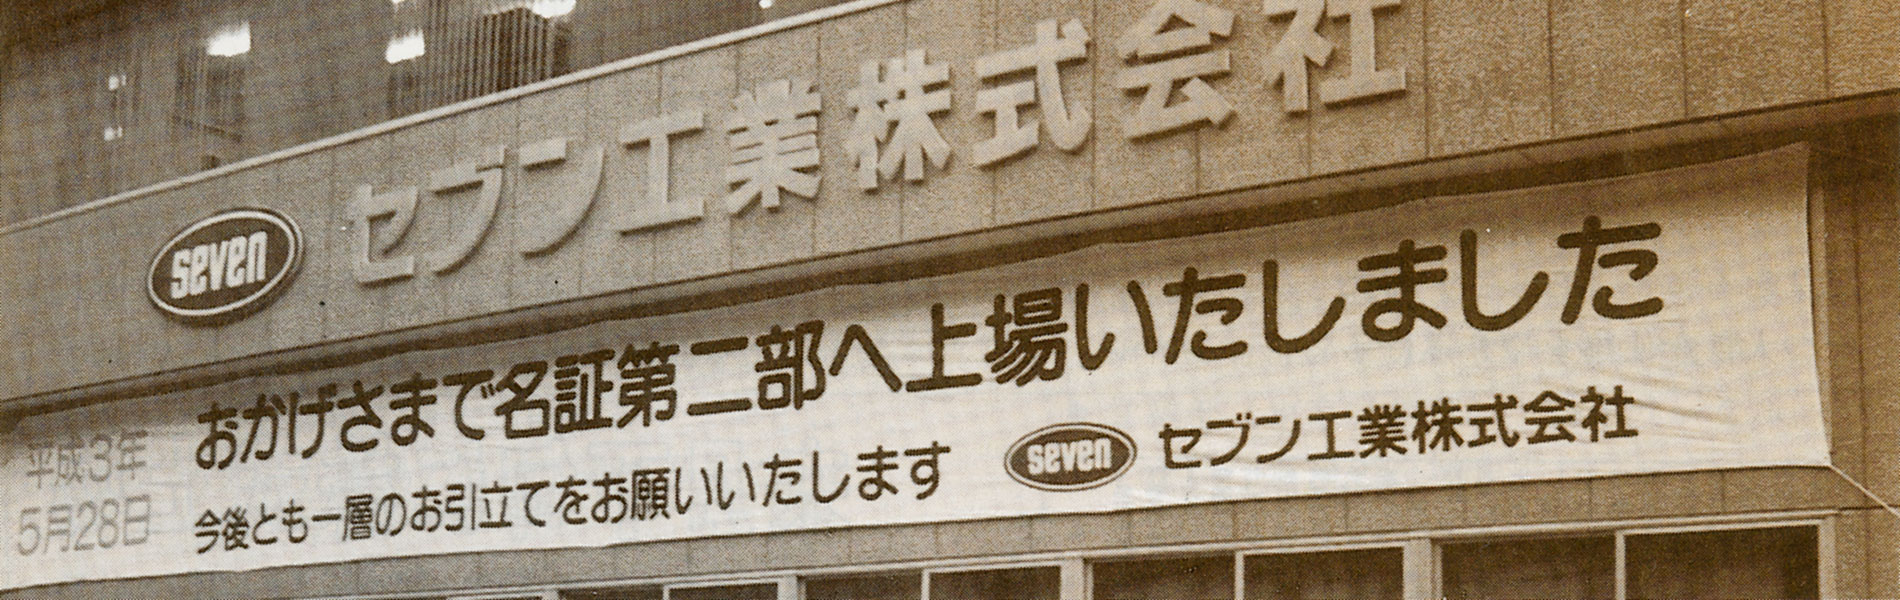 seven セブン工業株式会社
おかげさまで名証第二部へ上場いたしました
平成3年
5月28日
今後とも一層のお引立てをお願いいたします
seven セブン工業株式会社